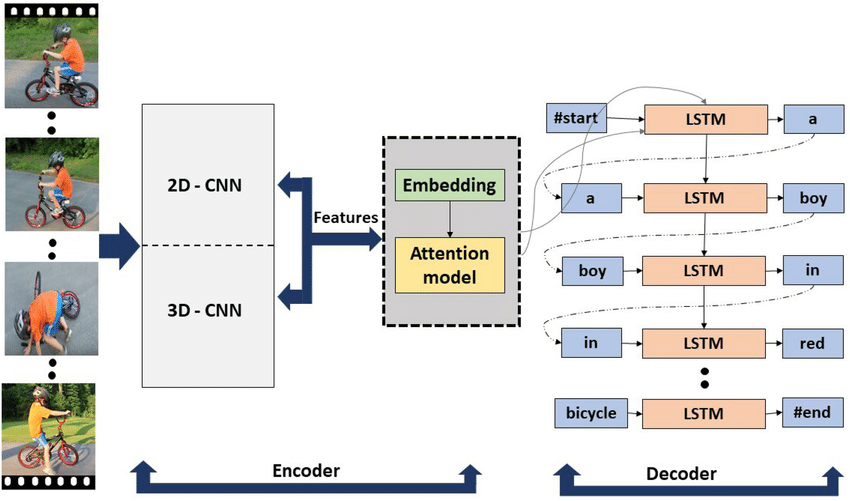 2D - CNN
3D - CNN
Features
Embedding
Attention
model
#start
LSTM
a
a
LSTM
boy
boy
LSTM
in
in
LSTM
red
bicycle
LSTM
#end
Encoder
Decoder